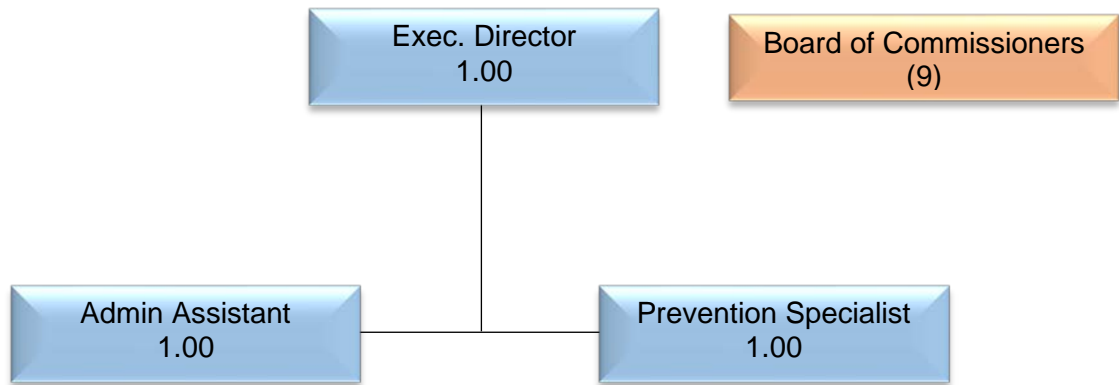 Exec. Director
1.00
Board of Commissioners
(9)
Admin Assistant
1.00
Prevention Specialist
1.00